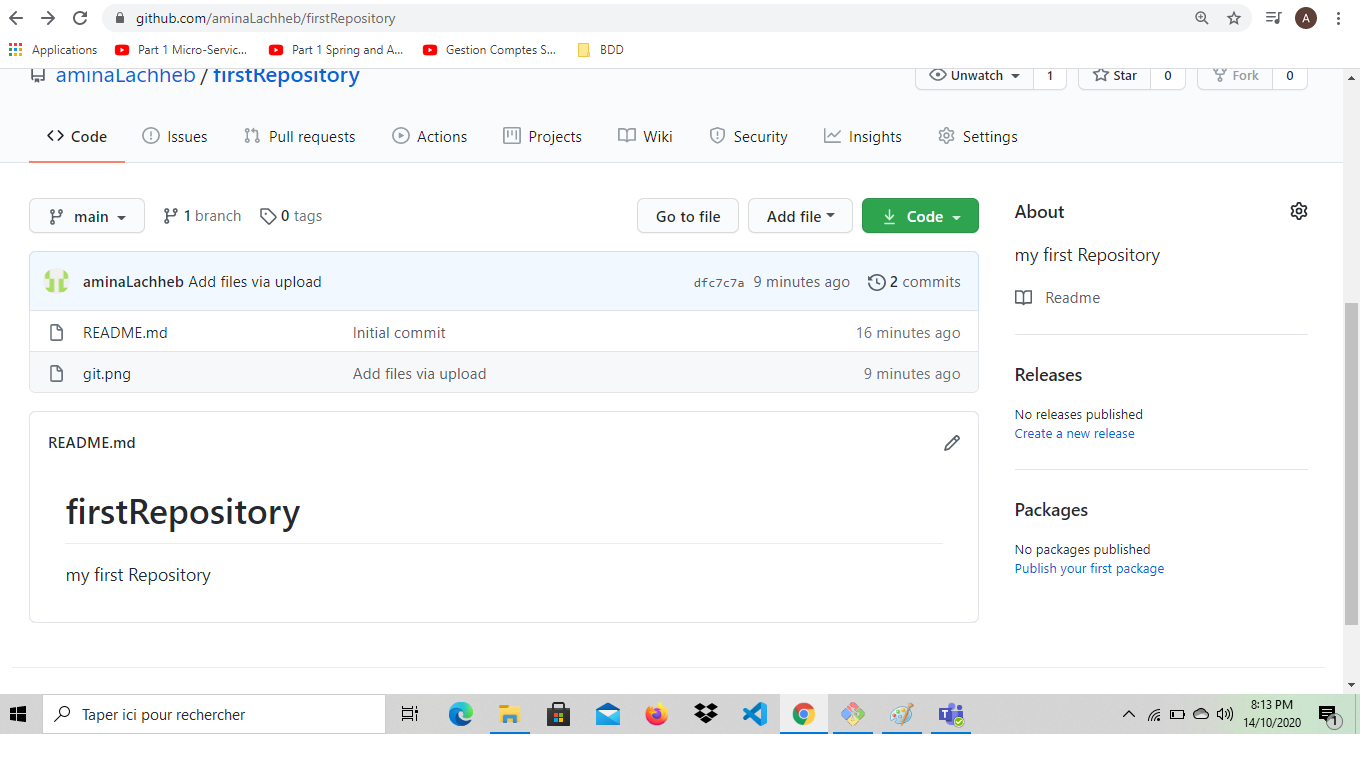 github.com/aminaLachheb/firstRepository
A
Applications Part 1 Micro-Servic... Part 1 Spring and A... Gestion Comptes S... BDD
aminaLachheb / firstRepository Unwatch 1 Star 0 Fork 0
Code Issues Pull requests Actions Projects Wiki Security Insights Settings
main 1 branch 0 tags Go to file Add file Code
aminaLachheb Add files via upload dfc7c7a 9 minutes ago 2 commits
README.md Initial commit 16 minutes ago
git.png Add files via upload 9 minutes ago
README.md
firstRepository
my first Repository
About
my first Repository
Readme
Releases
No releases published
Create a new release
Packages
No packages published
Publish your first package
Taper ici pour rechercher
8:13 PM
14/10/2020
1